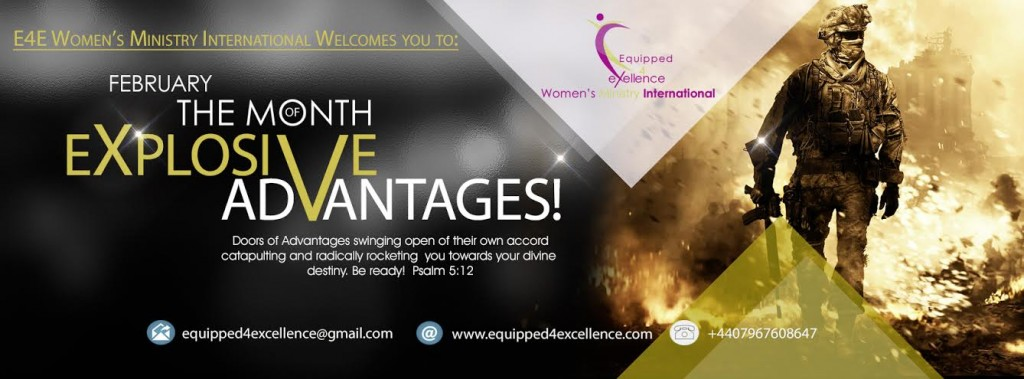 E4E Women's Ministry International Welcomes you to:
FEBRUARY
THE MONTH OF
EXPLOSIVE
ADVANTAGES!
Doors of Advantages swinging open of their own accord
catapulting and radically rocketing you towards your divine
destiny. Be ready! Psalm 5:12
Equipped
4
eXellence
Women's Ministry International
equipped4excellence@gmail.com
www.equipped4excellence.com
+4407967608647